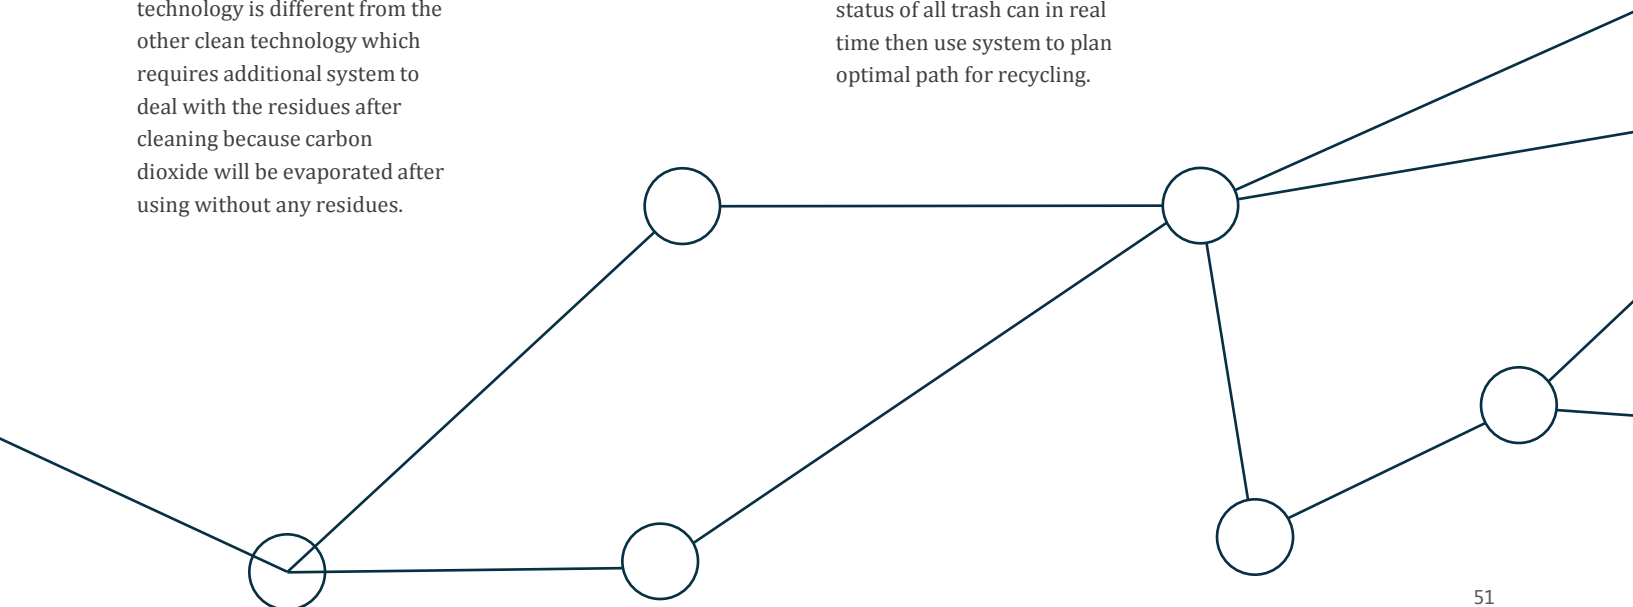 technology is different from the
other clean technology which
requires additional system to
deal with the residues after
cleaning because carbon
dioxide will be evaporated after
using without any residues.
status of all trash can in real
time then use system to plan
optimal path for recycling.
51